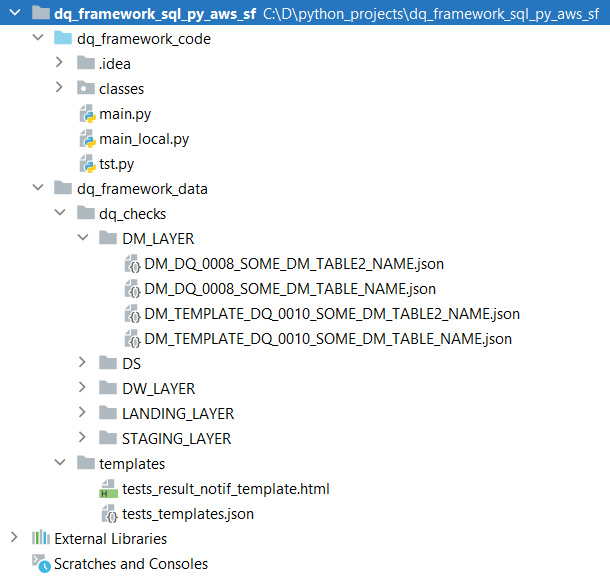 dq_framework_sql_py_aws_sf C:\D\python_projects\dq_framework_sql_py_aws_sf
dq_framework_code
.idea
classes
main.py
main_local.py
tst.py
dq_framework_data
dq_checks
DM_LAYER
DM_DQ_0008_SOME_DM_TABLE2_NAME.json
DM_DQ_0008_SOME_DM_TABLE_NAME.json
DM_TEMPLATE_DQ_0010_SOME_DM_TABLE2_NAME.json
DM_TEMPLATE_DQ_0010_SOME_DM_TABLE_NAME.json
DS
DW_LAYER
LANDING_LAYER
STAGING_LAYER
templates
tests_result_notif_template.html
tests_templates.json
External Libraries
Scratches and Consoles